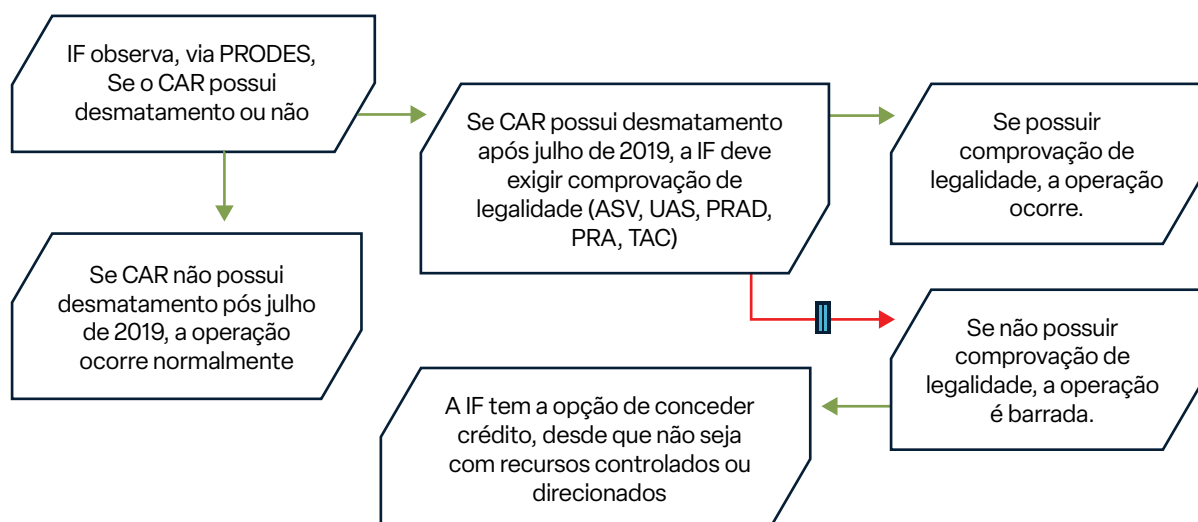 IF observa, via PRODES,
Se o CAR possui
desmatamento ou não
Se CAR possui desmatamento
após julho de 2019, a IF deve
exigir comprovação de
legalidade (ASV, UAS, PRAD,
PRA, TAC)
Se possuir
comprovação de
legalidade, a operação
ocorre.
Se CAR não possui
desmatamento pós julho
de 2019, a operação
ocorre normalmente
Se não possuir
comprovação de
legalidade, a operação
é barrada.
A IF tem a opção de conceder
crédito, desde que não seja
com recursos controlados ou
direcionados